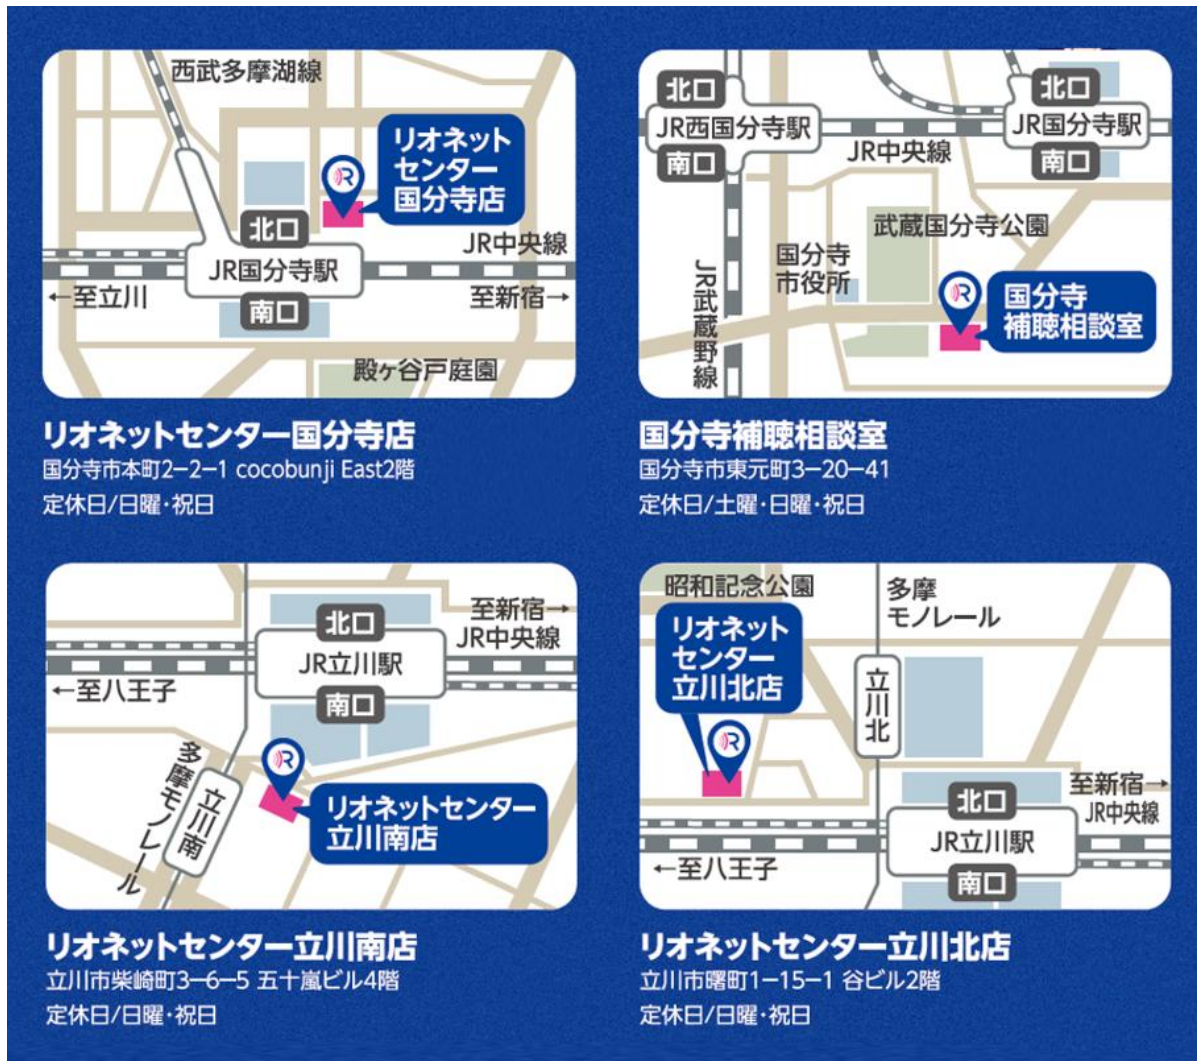 西武多摩湖線
リオネット
センター
国分寺店
北口
JR中央線
JR国分寺駅
←至立川
至新宿→
南口
殿ヶ谷戸庭園
リオネットセンター国分寺店
国分寺市本町2-2-1 cocobunji East2階
定休日/日曜・祝日
北口
北口
JR西国分寺駅
JR国分寺駅
JR中央線
南口
南口
武蔵国分寺公園
国分寺
市役所
JR武蔵野線
国分寺
補聴相談室
国分寺補聴相談室
国分寺市東元町3-20-41
定休日/土曜・日曜・祝日
至新宿→
北口
JR中央線
JR立川駅
←至八王子
南口
多摩モノレール
立川南
リオネットセンター
立川南店
リオネットセンター立川南店
立川市柴崎町3-6-5 五十嵐ビル4階
定休日/日曜・祝日
昭和記念公園
多摩
モノレール
リオネット
センター
立川北店
立川北
至新宿→
北口
JR中央線
JR立川駅
←至八王子
南口
リオネットセンター立川北店
立川市曙町1-15-1 谷ビル2階
定休日/日曜・祝日